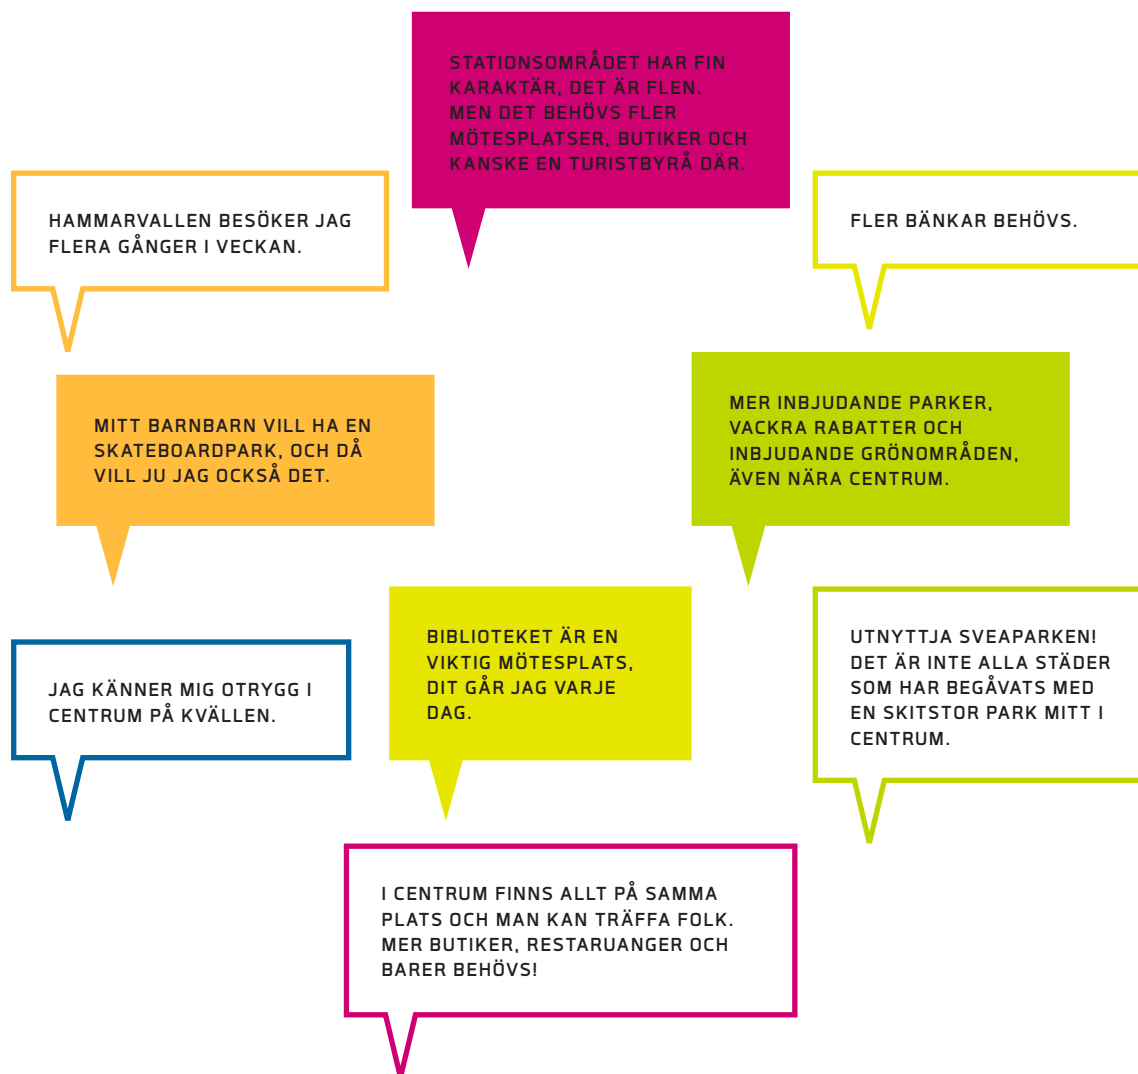 STATIONSOMRÅDET HAR FIN
KARAKTÄR, DET ÄR FLEN.
MEN DET BEHÖVS FLER
MÖTESPLATSER, BUTIKER OCH
KANSKE EN TURISTBYRÅ DÄR.
HAMMARVALLEN BESÖKER JAG
FLERA GÅNGER I VECKAN.
FLER BÄNKAR BEHÖVS.
MITT BARNBARN VILL HA EN
SKATEBOARDPARK, OCH DÅ
VILL JU JAG OCKSÅ DET.
MER INBJUDANDE PARKER,
VACKRA RABATTER OCH
INBJUDANDE GRÖNOMRÅDEN,
ÄVEN NÄRA CENTRUM.
JAG KÄNNER MIG OTRYGG I
CENTRUM PÅ KVÄLLEN.
BIBLIOTEKET ÄR EN
VIKTIG MÖTESPLATS,
DIT GÅR JAG VARJE
DAG.
UTNYTTJA SVEAPARKEN!
DET ÄR INTE ALLA STÄDER
SOM HAR BEGÅVATS MED
EN SKITSTOR PARK MITT I
CENTRUM.
I CENTRUM FINNS ALLT PÅ SAMMA
PLATS OCH MAN KAN TRÄFFA FOLK.
MER BUTIKER, RESTARUANGER OCH
BARER BEHÖVS!